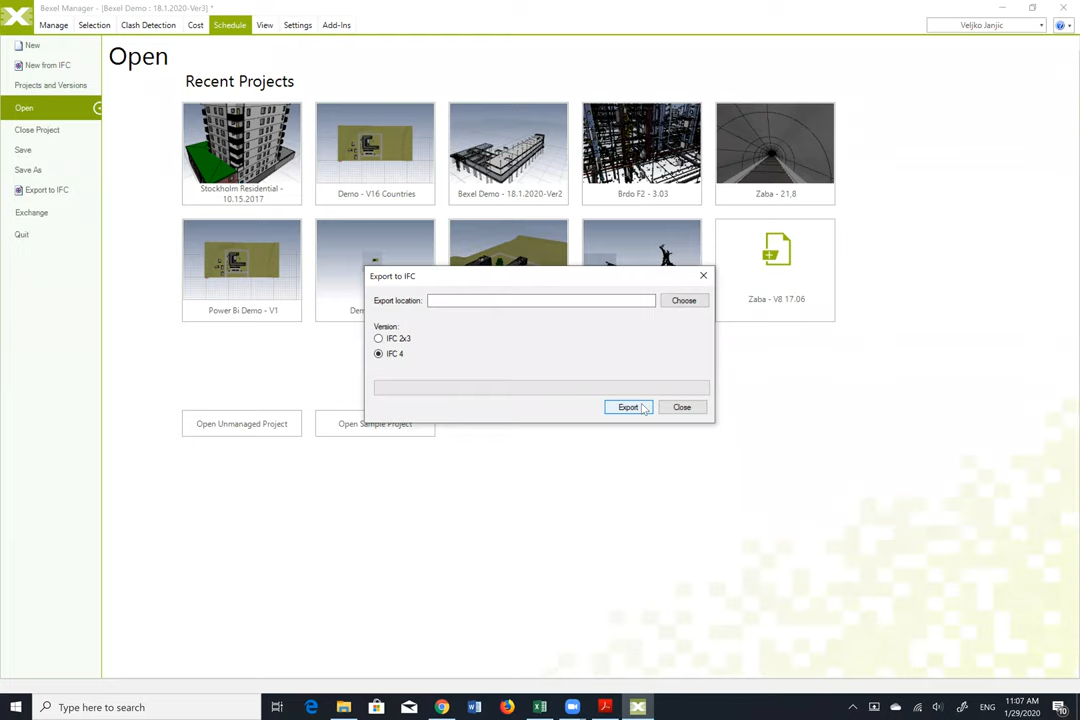 Bexel Manager - [Bexel Demo : 18.1.2020-Ver3] *
Manage Selection Clash Detection Cost Schedule View Settings Add-Ins Veljko Janjic
New
New from IFC
Projects and Versions
Open
Close Project
Save
Save As
Export to IFC
Exchange
Quit
Open
Recent Projects
Stockholm Residential -
10.15.2017
Demo - V16 Countries
Bexel Demo - 18.1.2020-Ver2
Brdo F2 - 3.03
Zaba - 21,8
Power Bi Demo - V1
Zaba - V8 17.06
Open Unmanaged Project
Open Sample Project
Export to IFC
Export location:
Choose
Version:
IFC 2x3
IFC 4
Export
Close
Type here to search
ENG
11:07 AM
1/29/2020
10